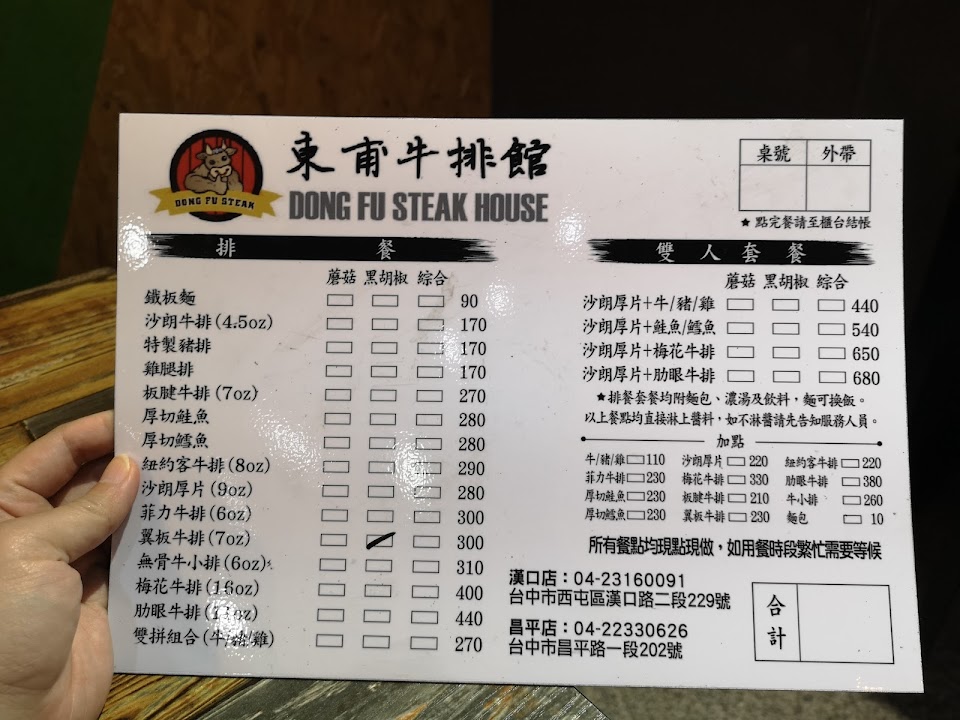 東甫牛排館
DONG FU STEAK
DONG FU STEAK HOUSE
桌號 外帶
★點完餐請至櫃台結帳
排餐
蘑菇 黑胡椒 綜合
鐵板麵 90
沙朗牛排(4.5oz) 170
特製豬排 170
雞腿排 170
板腱牛排(7oz) 270
厚切鮭魚 280
厚切鱈魚 280
紐約客牛排(8oz) 290
沙朗厚片(9oz) 280
菲力牛排(6oz) 300
翼板牛排(7oz) 300
無骨牛小排(6oz) 310
梅花牛排(16oz) 400
肋眼牛排 440
雙拼組合(牛/豬/雞) 270
雙人套餐
蘑菇 黑胡椒 綜合
沙朗厚片+牛/豬/雞 440
沙朗厚片+鮭魚/鱈魚 540
沙朗厚片+梅花牛排 650
沙朗厚片+肋眼牛排 680
★排餐套餐均附麵包、濃湯及飲料,麵可換飯。
以上餐點均直接淋上醬料,如不淋醬請先告知服務人員。
加點
牛/豬/雞 110 沙朗厚片 220 紐約客牛排 220
菲力牛排 230 梅花牛排 330 肋眼牛排 380
厚切鮭魚 230 板腱牛排 210 牛小排 260
厚切鱈魚 230 翼板牛排 230 麵包 10
所有餐點均現點現做,如用餐時段繁忙需要等候
漢口店:04-23160091
台中市西屯區漢口路二段229號
昌平店:04-22330626
台中市昌平路一段202號
合計